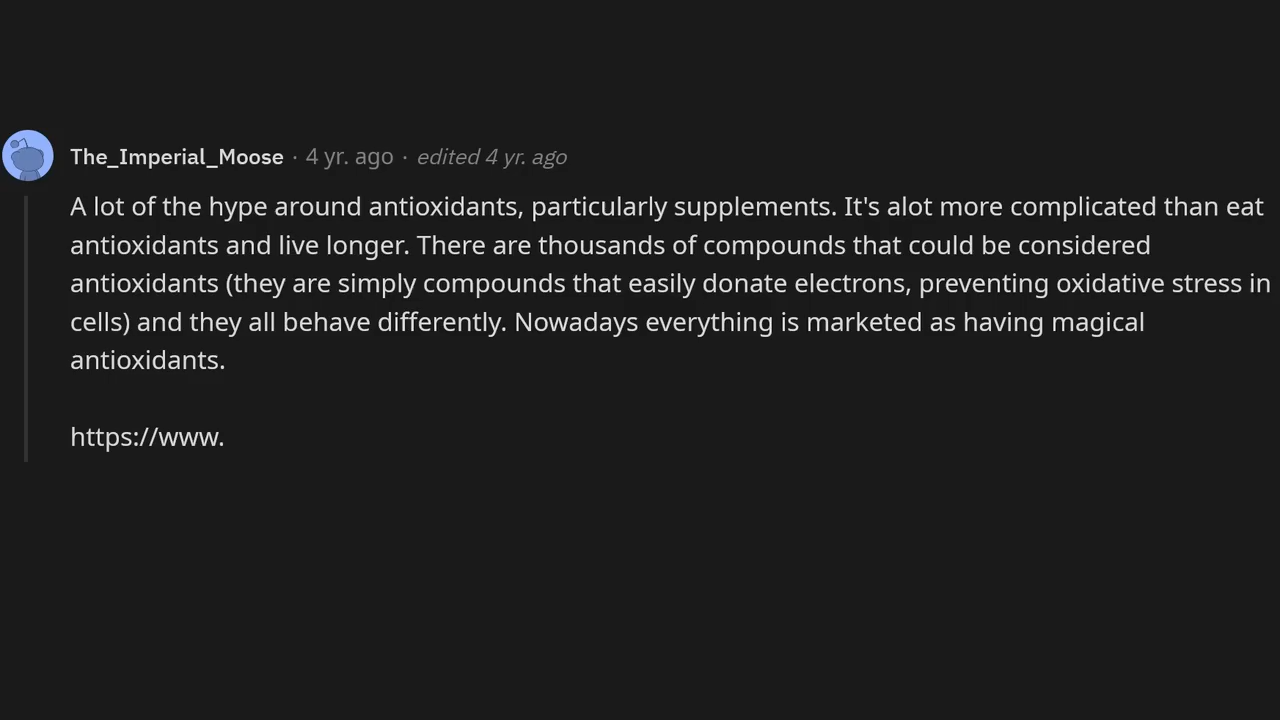 The_Imperial_Moose · 4 yr. ago · edited 4 yr. ago
A lot of the hype around antioxidants, particularly supplements. It's alot more complicated than eat
antioxidants and live longer. There are thousands of compounds that could be considered
antioxidants (they are simply compounds that easily donate electrons, preventing oxidative stress in
cells) and they all behave differently. Nowadays everything is marketed as having magical
antioxidants.
https://www.